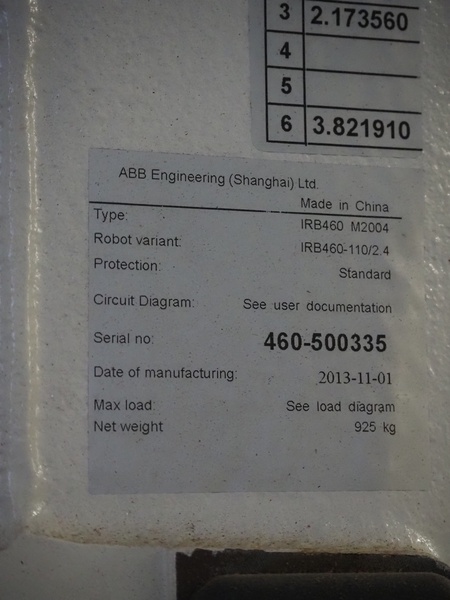 3 2.173560
4
5
6 3.821910
ABB Engineering (Shanghai) Ltd.
Made in China
Type: IRB460 M2004
Robot variant: IRB460-110/2.4
Protection: Standard
Circuit Diagram: See user documentation
Serial no: 460-500335
Date of manufacturing: 2013-11-01
Max load: See load diagram
Net weight 925 kg